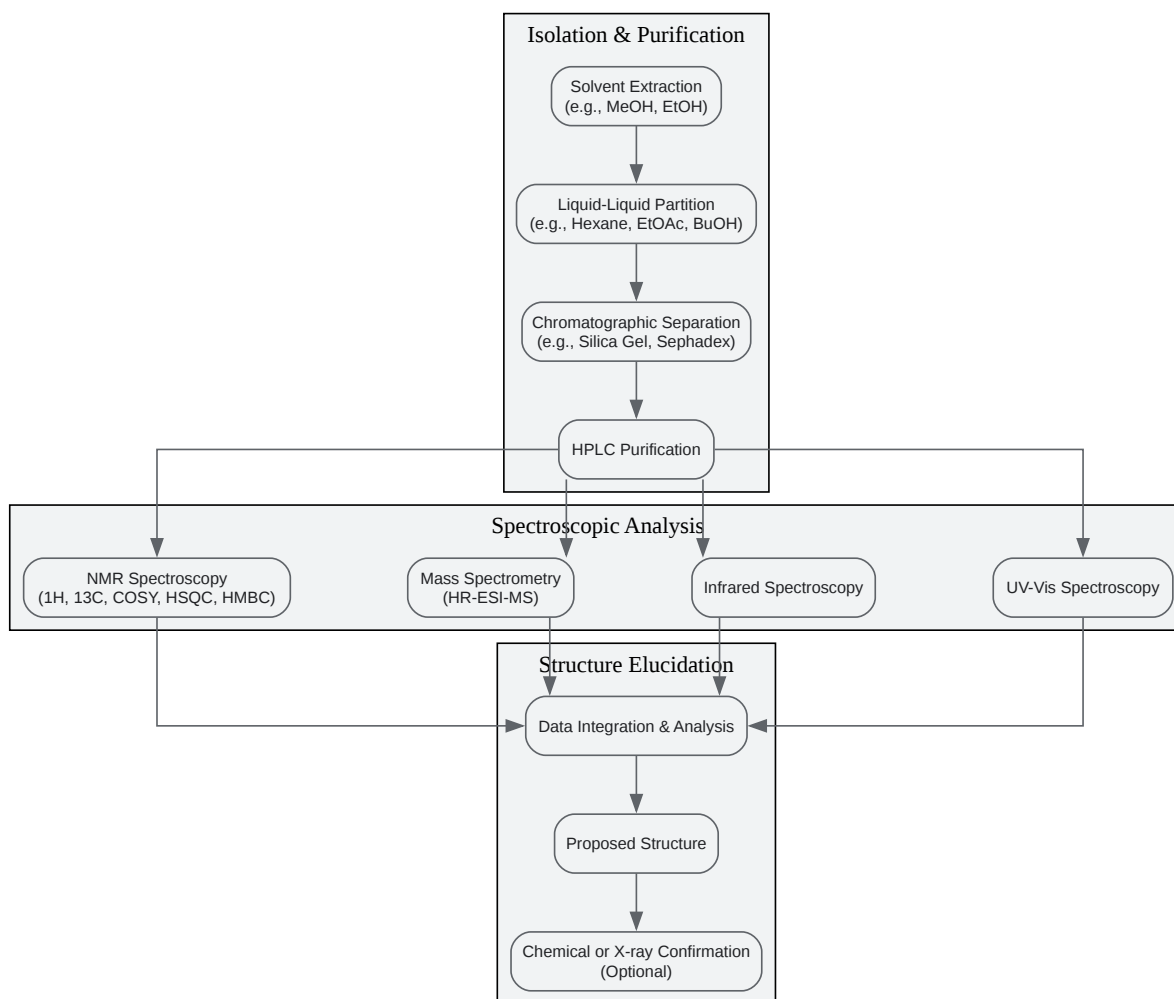 Isolation & Purification
Solvent Extraction
(e.g., MeOH, EtOH)
Liquid-Liquid Partition
(e.g., Hexane, EtOAc, BuOH)
Chromatographic Separation
(e.g., Silica Gel, Sephadex)
HPLC Purification
Spectroscopic Analysis
NMR Spectroscopy
(1H, 13C, COSY, HSQC, HMBC)
Mass Spectrometry
(HR-ESI-MS)
Infrared Spectroscopy
UV-Vis Spectroscopy
Structure Elucidation
Data Integration & Analysis
Proposed Structure
Chemical or X-ray Confirmation
(Optional)